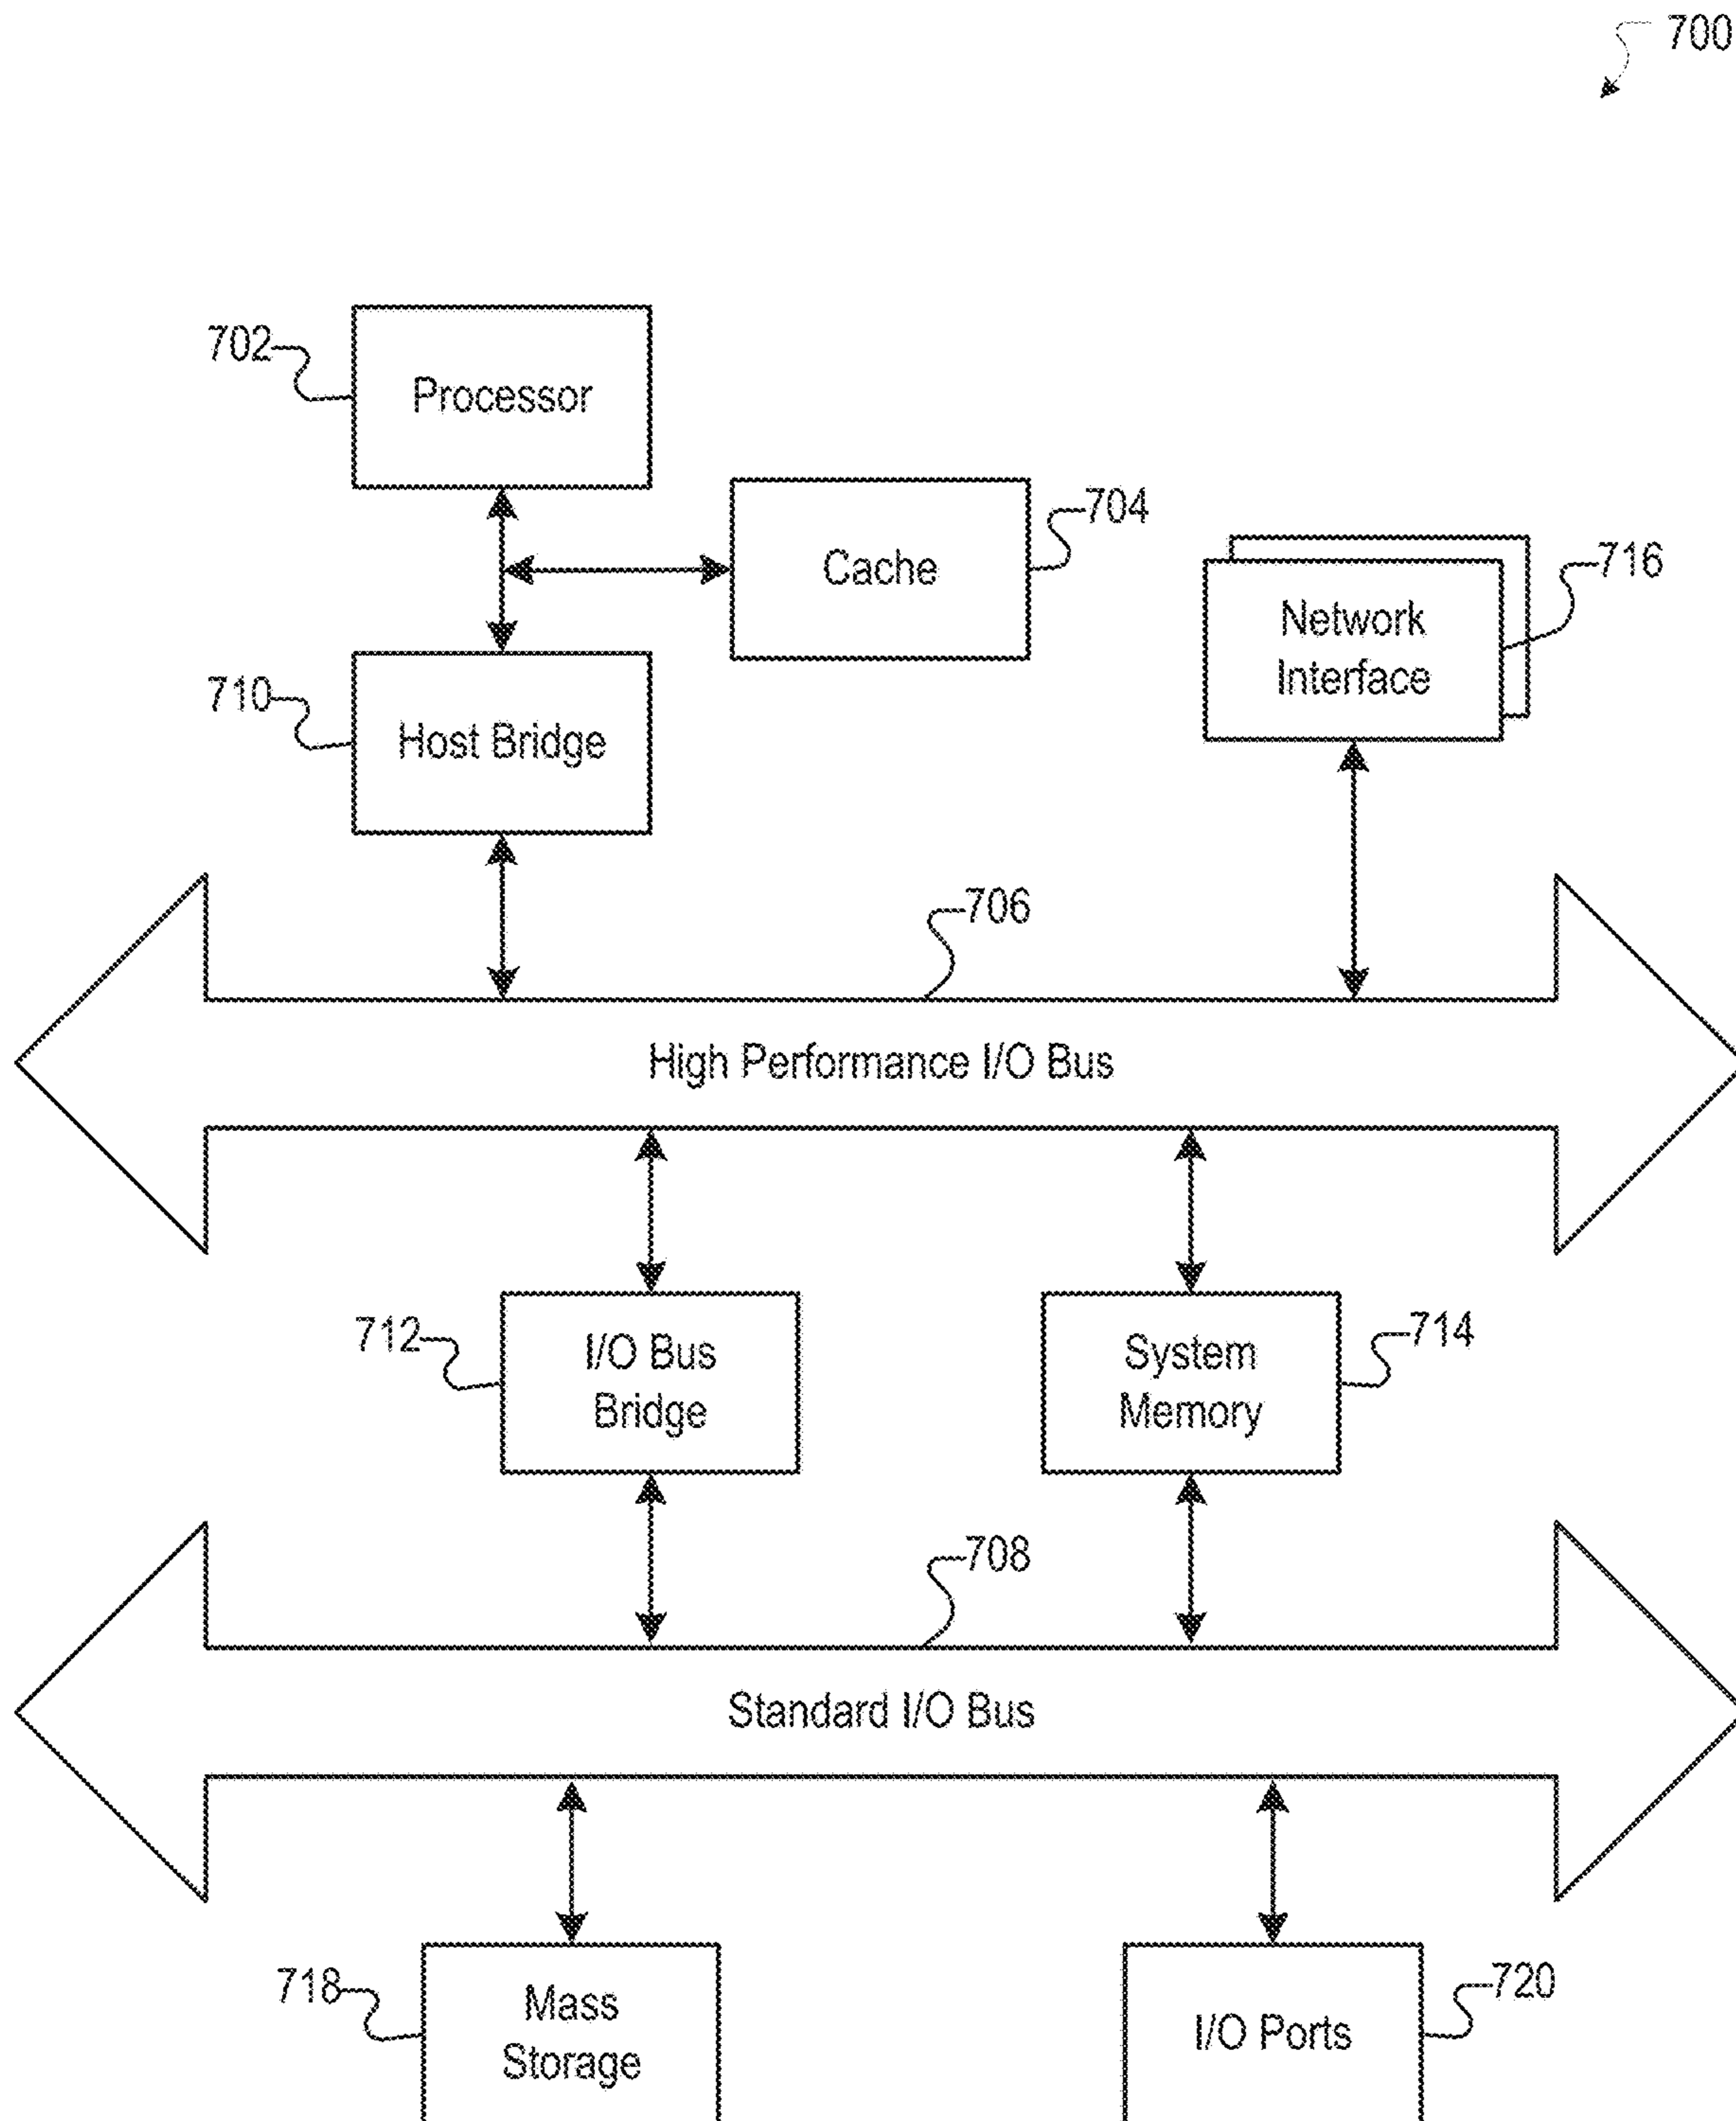 700
702
Processor
704
Cache
716
Network
Interface
710
Host Bridge
706
High Performance I/O Bus
712
I/O Bus
Bridge
System
Memory
714
708
Standard I/O Bus
718
Mass
Storage
I/O Ports
720